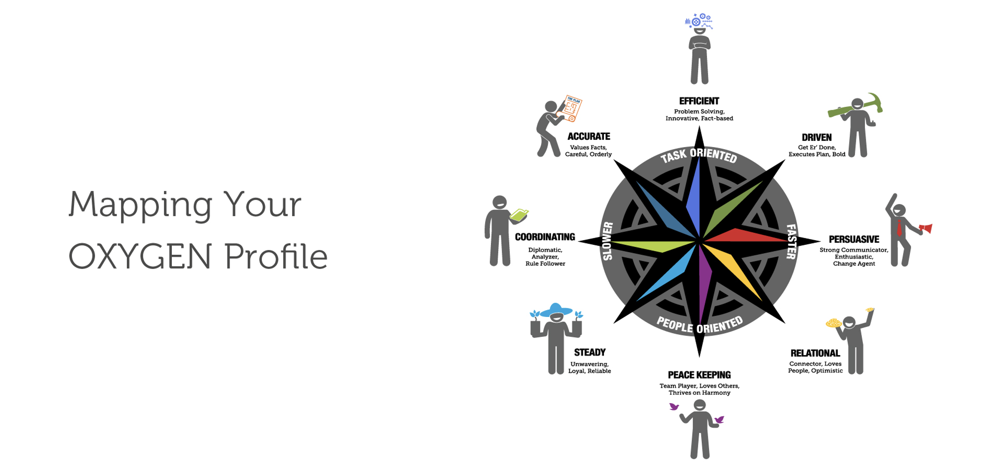 Mapping Your
OXYGEN Profile
EFFICIENT
Problem Solving,
Innovative, Fact-based
THE PLAN
ACCURATE
Values Facts,
Careful, Orderly
DRIVEN
Get Er’ Done,
Executes Plan, Bold
TASK ORIENTED
SLOWER
FASTER
PEOPLE ORIENTED
COORDINATING
Diplomatic,
Analyzer,
Rule Follower
PERSUASIVE
Strong Communicator,
Enthusiastic,
Change Agent
STEADY
Unwavering,
Loyal, Reliable
RELATIONAL
Connector, Loves
People, Optimistic
PEACE KEEPING
Team Player, Loves Others,
Thrives on Harmony